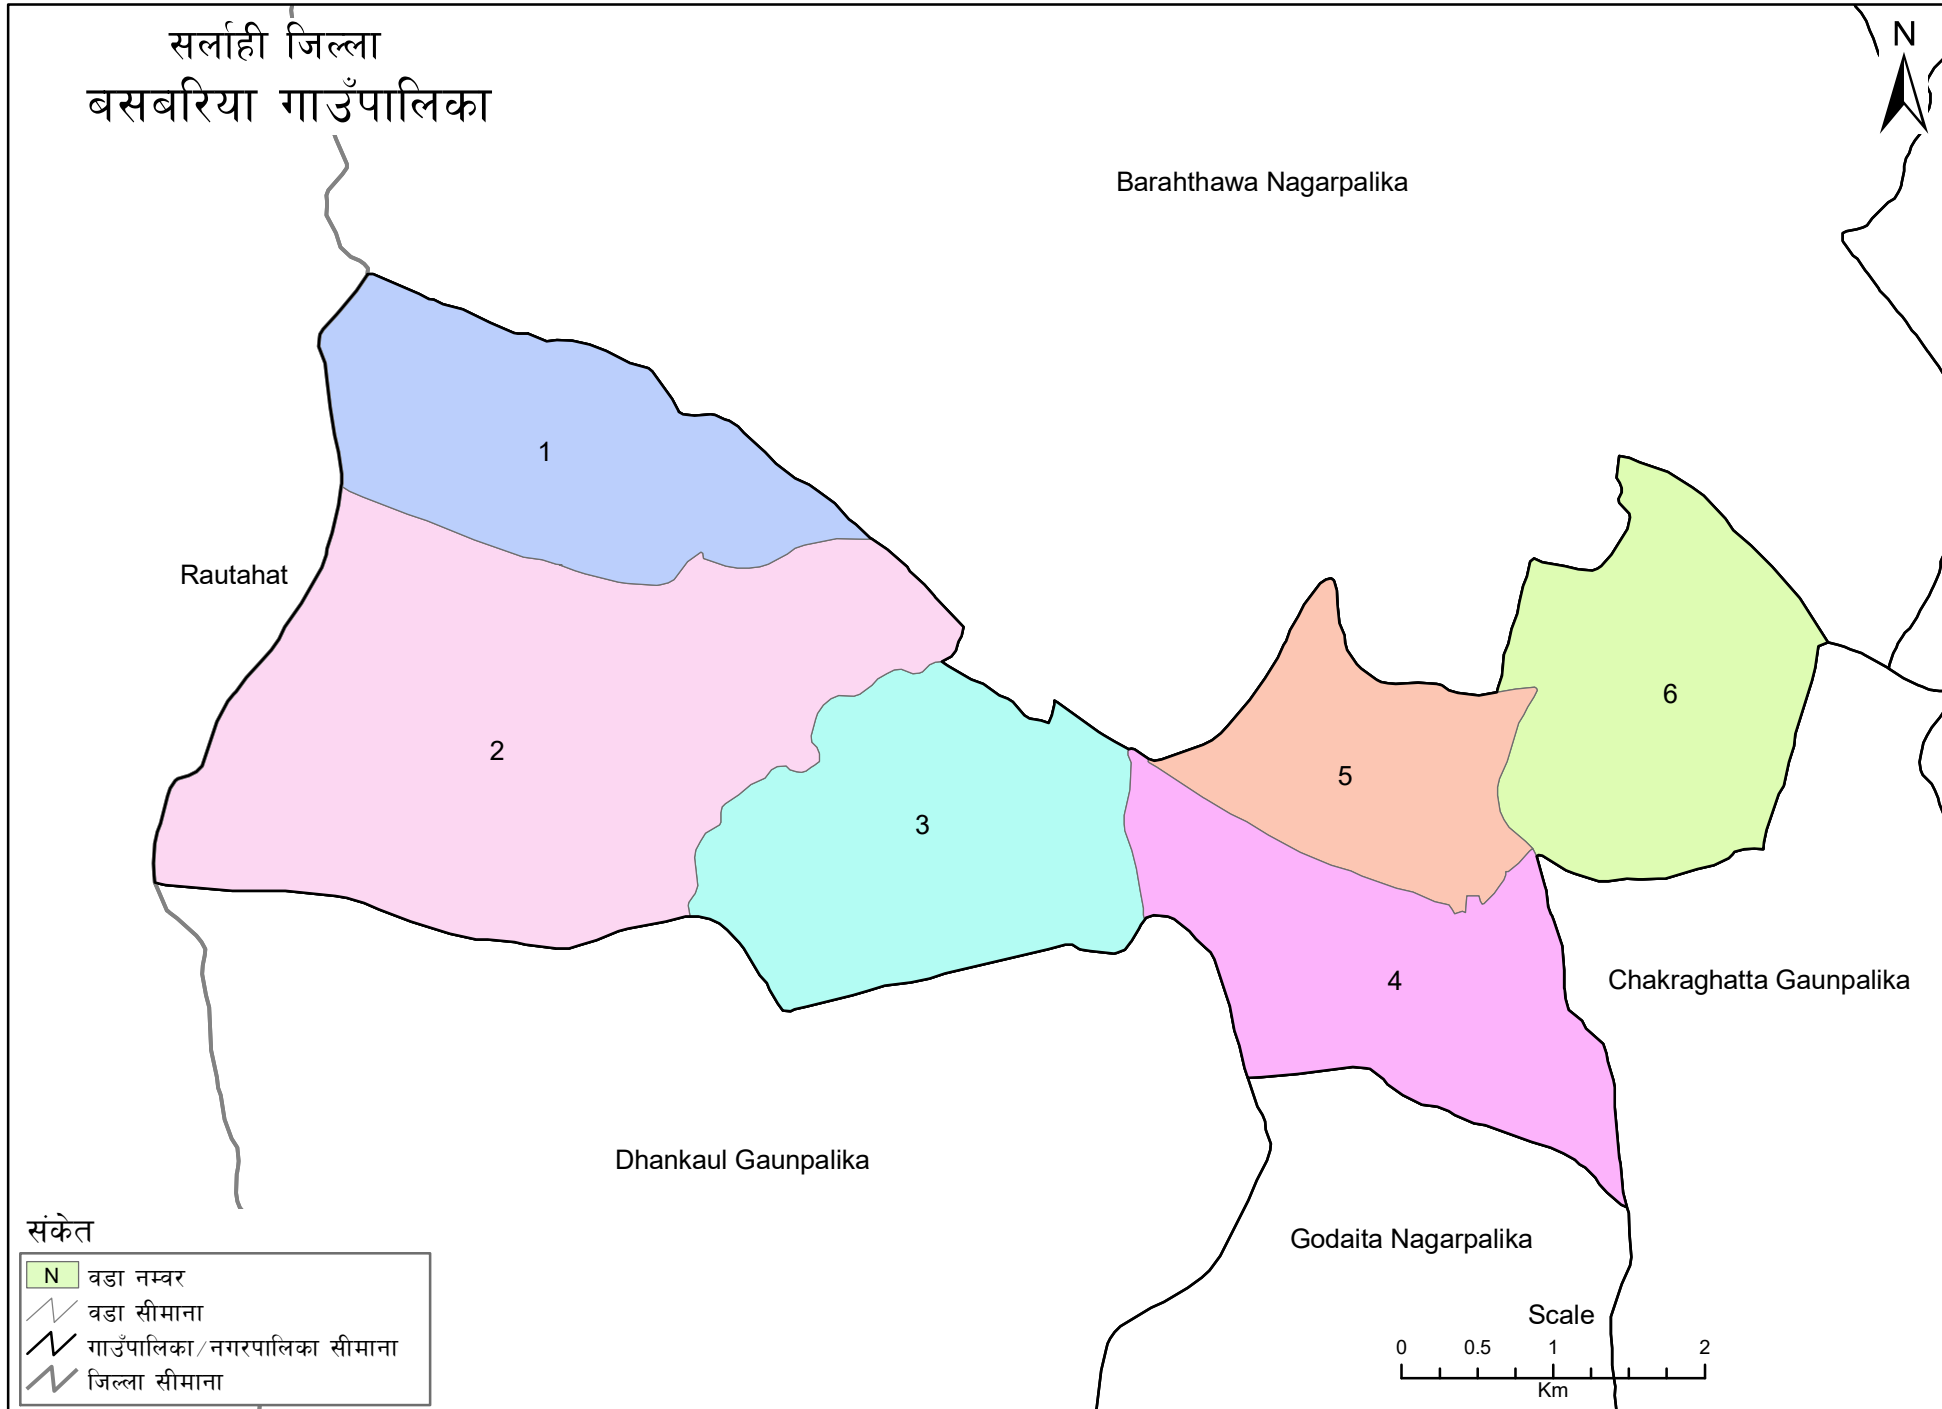 सर्लाही जिल्ला
बसबरिया गाउँपालिका
N
Barahthawa Nagarpalika
1
Rautahat
6
2
5
3
4
Chakraghatta Gaunpalika
Dhankaul Gaunpalika
Godaita Nagarpalika
संकेत
N वडा नम्वर
वडा सीमाना
गाउँपालिका/नगरपालिका सीमाना
जिल्ला सीमाना
Scale
0 0.5 1 2
Km